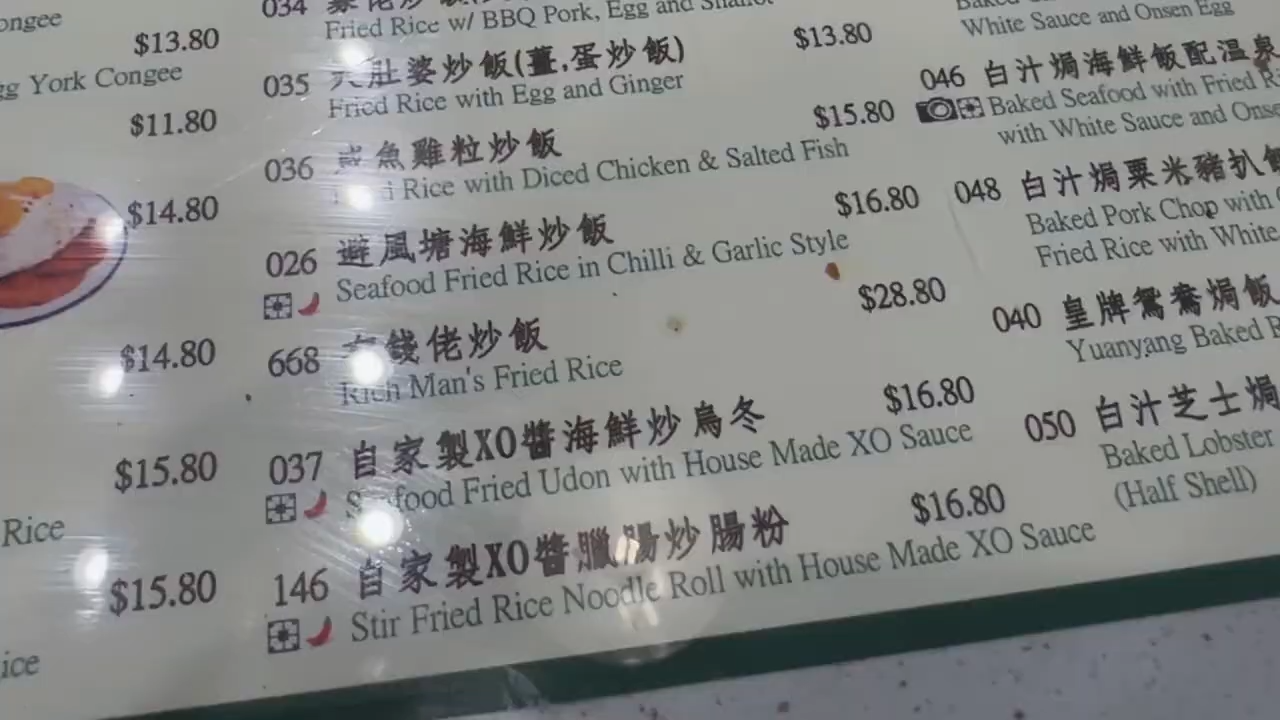 ongee
$13.80
gg York Congee
$11.80
$14.80
$14.80
$15.80
Rice
$15.80
ice
034
Fried Rice w/ BBQ Pork, Egg and Shallot
035 大肚婆炒飯(薑,蛋炒飯) $13.80
Fried Rice with Egg and Ginger
036 鹹魚雞粒炒飯 $15.80
Rice with Diced Chicken & Salted Fish
026 避風塘海鮮炒飯 $16.80
Seafood Fried Rice in Chilli & Garlic Style
668 有錢佬炒飯 $28.80
Rich Man's Fried Rice
037 自家製XO醬海鮮炒烏冬 $16.80
Seafood Fried Udon with House Made XO Sauce
146 自家製XO醬臘腸炒腸粉 $16.80
Stir Fried Rice Noodle Roll with House Made XO Sauce
White Sauce and Onsen Egg
046 白汁焗海鮮飯配溫泉
Baked Seafood with Fried
with White Sauce and
048 白汁焗粟米豬扒飯
Baked Pork Chop with
Fried Rice with White
040 皇牌鴛鴦焗飯
Yuanyang Baked
050 白汁芝士焗
Baked Lobster
(Half Shell)